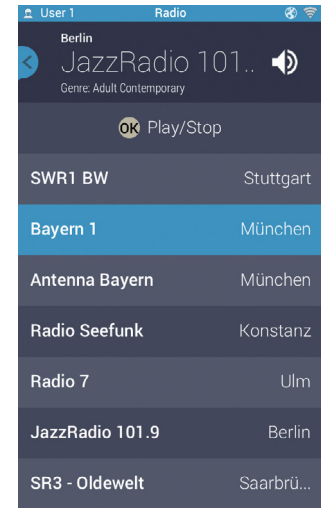 User 1 Radio
Berlin
JazzRadio 101..
Genre: Adult Contemporary
OK Play/Stop
SWR1 BW Stuttgart
Bayern 1 München
Antenna Bayern München
Radio Seefunk Konstanz
Radio 7 Ulm
JazzRadio 101.9 Berlin
SR3 - Oldewelt Saarbrü...